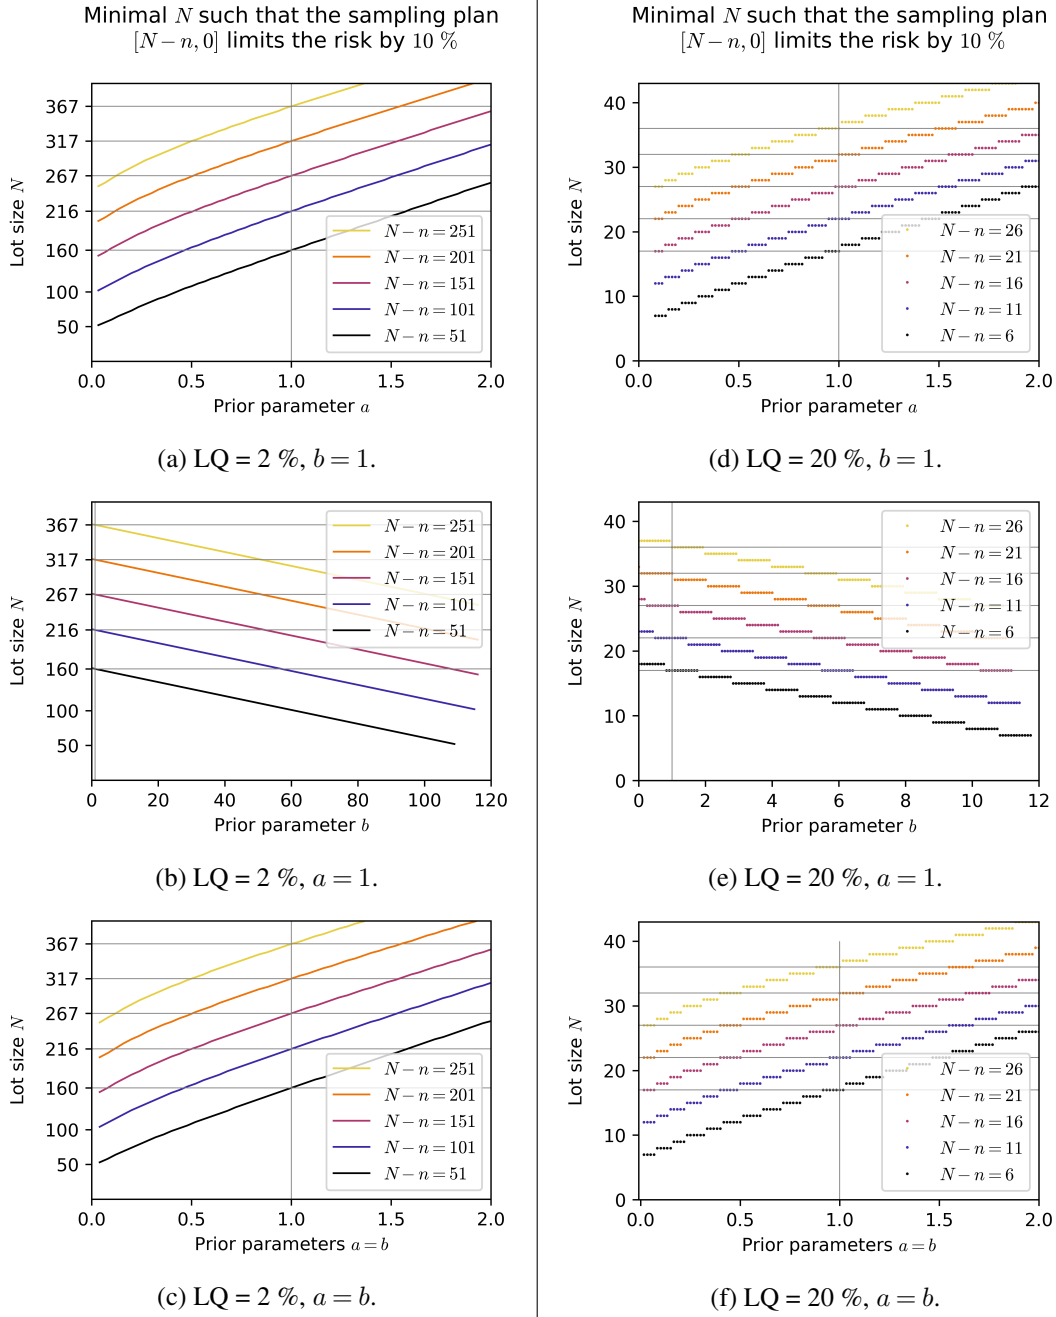 Minimal N such that the sampling plan
[N − n, 0] limits the risk by 10 %
367
317
267
216
160
100
50
Lot size N
N − n = 251
N − n = 201
N − n = 151
N − n = 101
N − n = 51
0.0 0.5 1.0 1.5 2.0
Prior parameter a
(a) LQ = 2 %, b = 1.
367
317
267
216
160
100
50
Lot size N
N − n = 251
N − n = 201
N − n = 151
N − n = 101
N − n = 51
0 20 40 60 80 100 120
Prior parameter b
(b) LQ = 2 %, a = 1.
367
317
267
216
160
100
50
Lot size N
N − n = 251
N − n = 201
N − n = 151
N − n = 101
N − n = 51
0.0 0.5 1.0 1.5 2.0
Prior parameters a = b
(c) LQ = 2 %, a = b.
Minimal N such that the sampling plan
[N − n, 0] limits the risk by 10 %
40
30
20
10
0
Lot size N
N − n = 26
N − n = 21
N − n = 16
N − n = 11
N − n = 6
0.0 0.5 1.0 1.5 2.0
Prior parameter a
(d) LQ = 20 %, b = 1.
40
30
20
10
0
Lot size N
N − n = 26
N − n = 21
N − n = 16
N − n = 11
N − n = 6
0 2 4 6 8 10 12
Prior parameter b
(e) LQ = 20 %, a = 1.
40
30
20
10
0
Lot size N
N − n = 26
N − n = 21
N − n = 16
N − n = 11
N − n = 6
0.0 0.5 1.0 1.5 2.0
Prior parameters a = b
(f) LQ = 20 %, a = b.